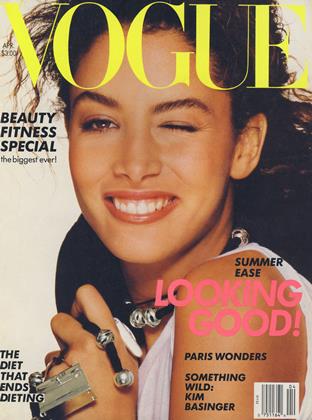 VOGUE
APR
$3.00
BEAUTY
FITNESS
SPECIAL
the biggest ever!
SUMMER
EASE
LOOKING
GOOD!
PARIS WONDERS
SOMETHING
WILD:
KIM
BASINGER
THE
DIET
THAT
ENDS
DIETING
04